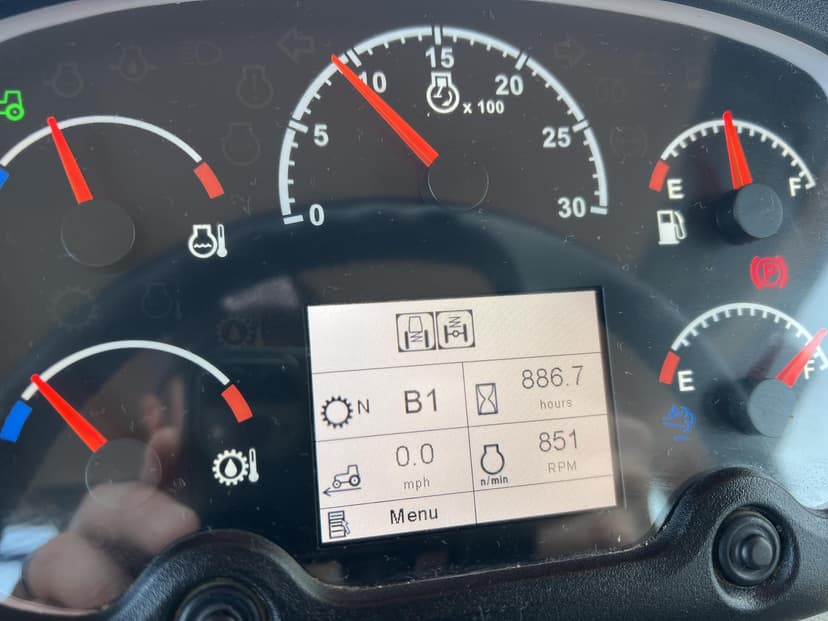 0
5
10
15
20
25
30
x 100
E
F
P
E
F
N
B1
886.7
hours
0.0
mph
n/min
851
RPM
Menu